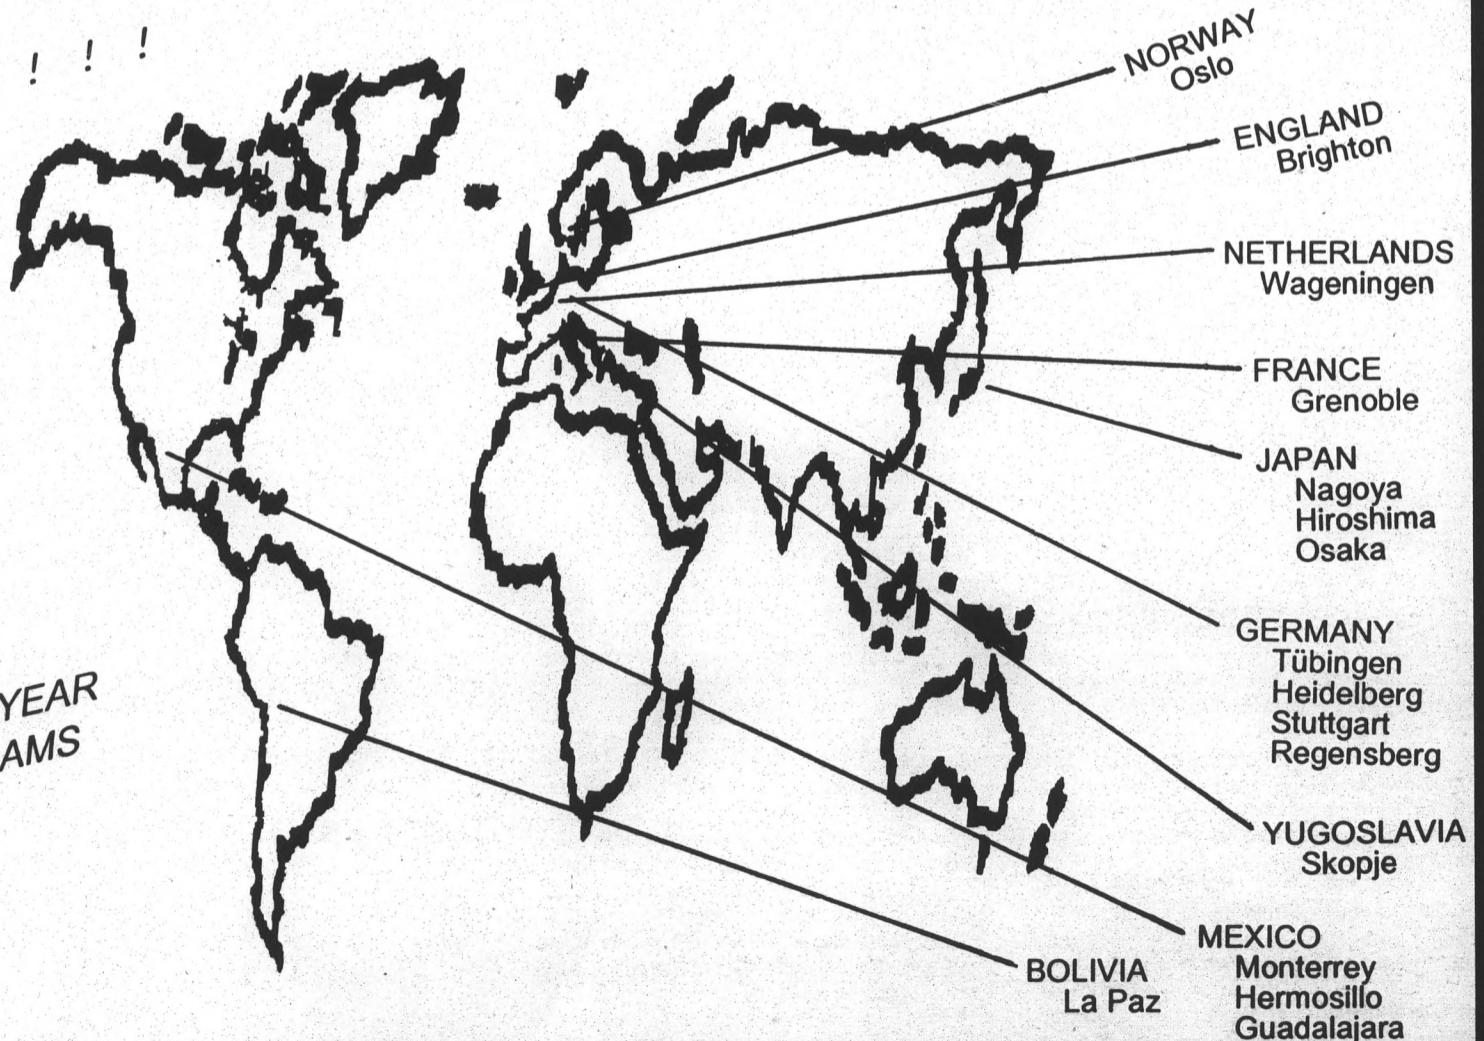 ! ! !
NORWAY
Oslo
ENGLAND
Brighton
NETHERLANDS
Wageningen
FRANCE
Grenoble
JAPAN
Nagoya
Hiroshima
Osaka
GERMANY
Tübingen
Heidelberg
Stuttgart
Regensberg
YEAR
AMS
YUGOSLAVIA
Skopje
MEXICO
Monterrey
Hermosillo
Guadalajara
BOLIVIA
La Paz